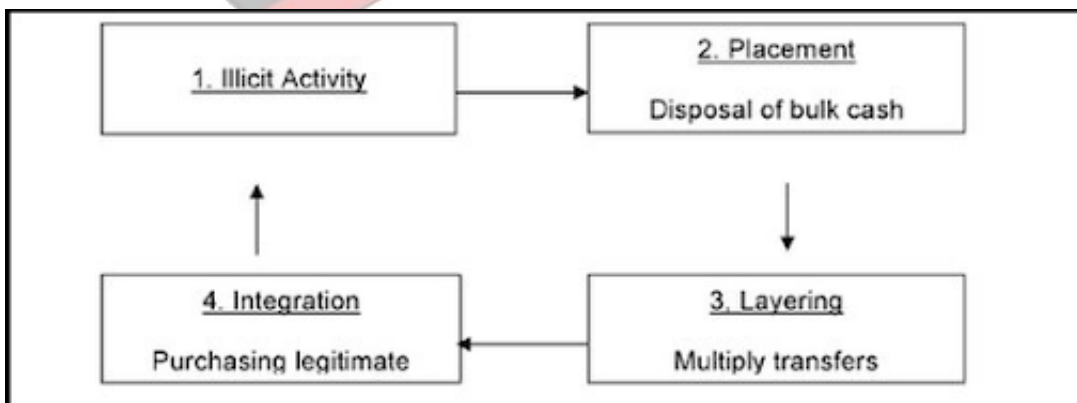 1. Illicit Activity
2. Placement
Disposal of bulk cash
3, Layering
Multiply transfers
4. Integration
Purchasing legitimate